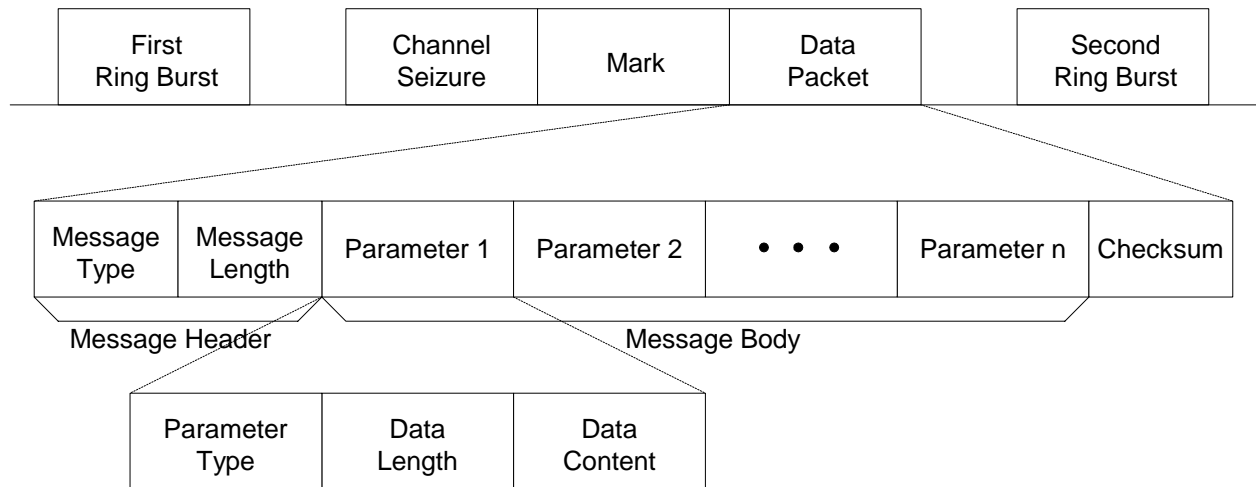 First
Ring Burst
Channel
Seizure
Mark
Data
Packet
Second
Ring Burst
Message
Type
Message
Length
Parameter 1
Parameter 2
• • •
Parameter n
Checksum
Message Header
Message Body
Parameter
Type
Data
Length
Data
Content